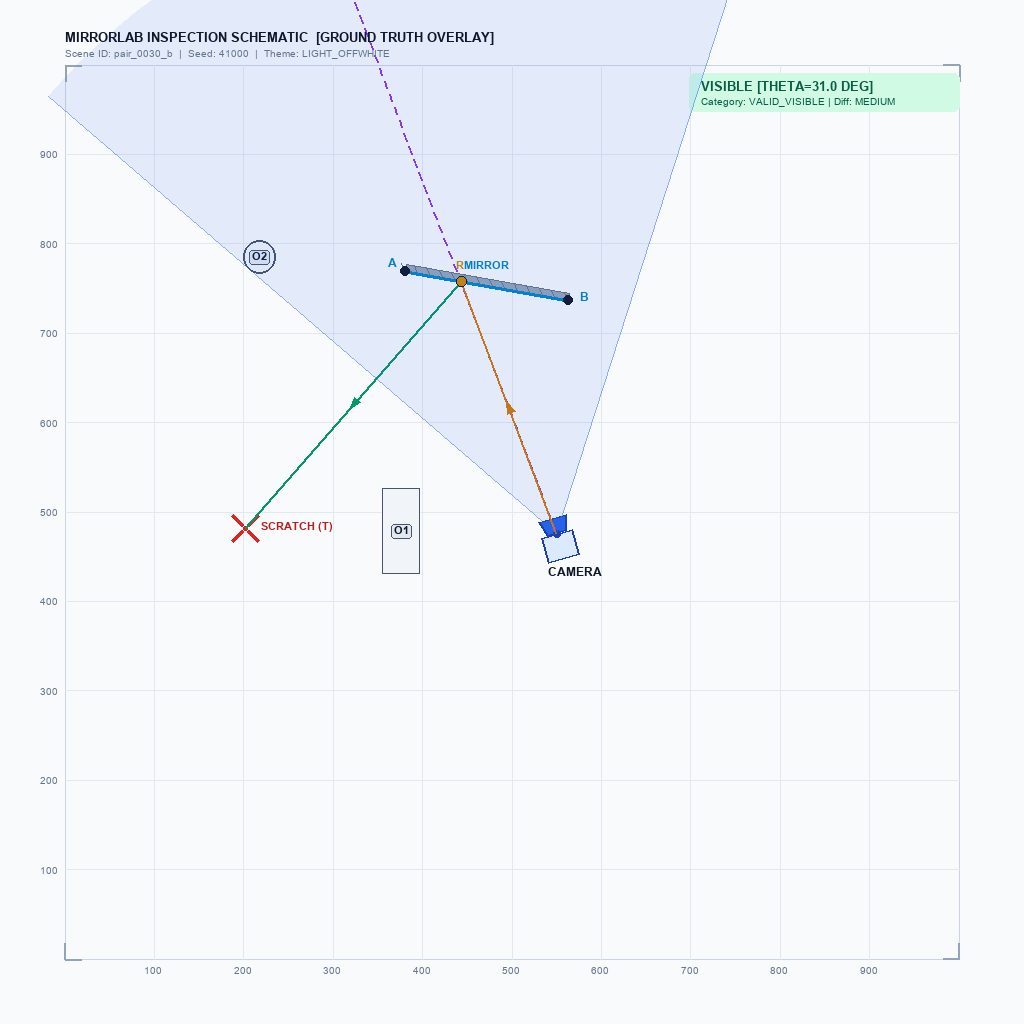 MIRRORLAB INSPECTION SCHEMATIC [GROUND TRUTH OVERLAY]
Scene ID: pair_0030_b | Seed: 41000 | Theme: LIGHT_OFFWHITE
VISIBLE [THETA=31.0 DEG]
Category: VALID_VISIBLE | Diff: MEDIUM
900
800
O2
A
RMIRROR
B
700
600
500
SCRATCH (T)
O1
CAMERA
400
300
200
100
100 200 300 400 500 600 700 800 900